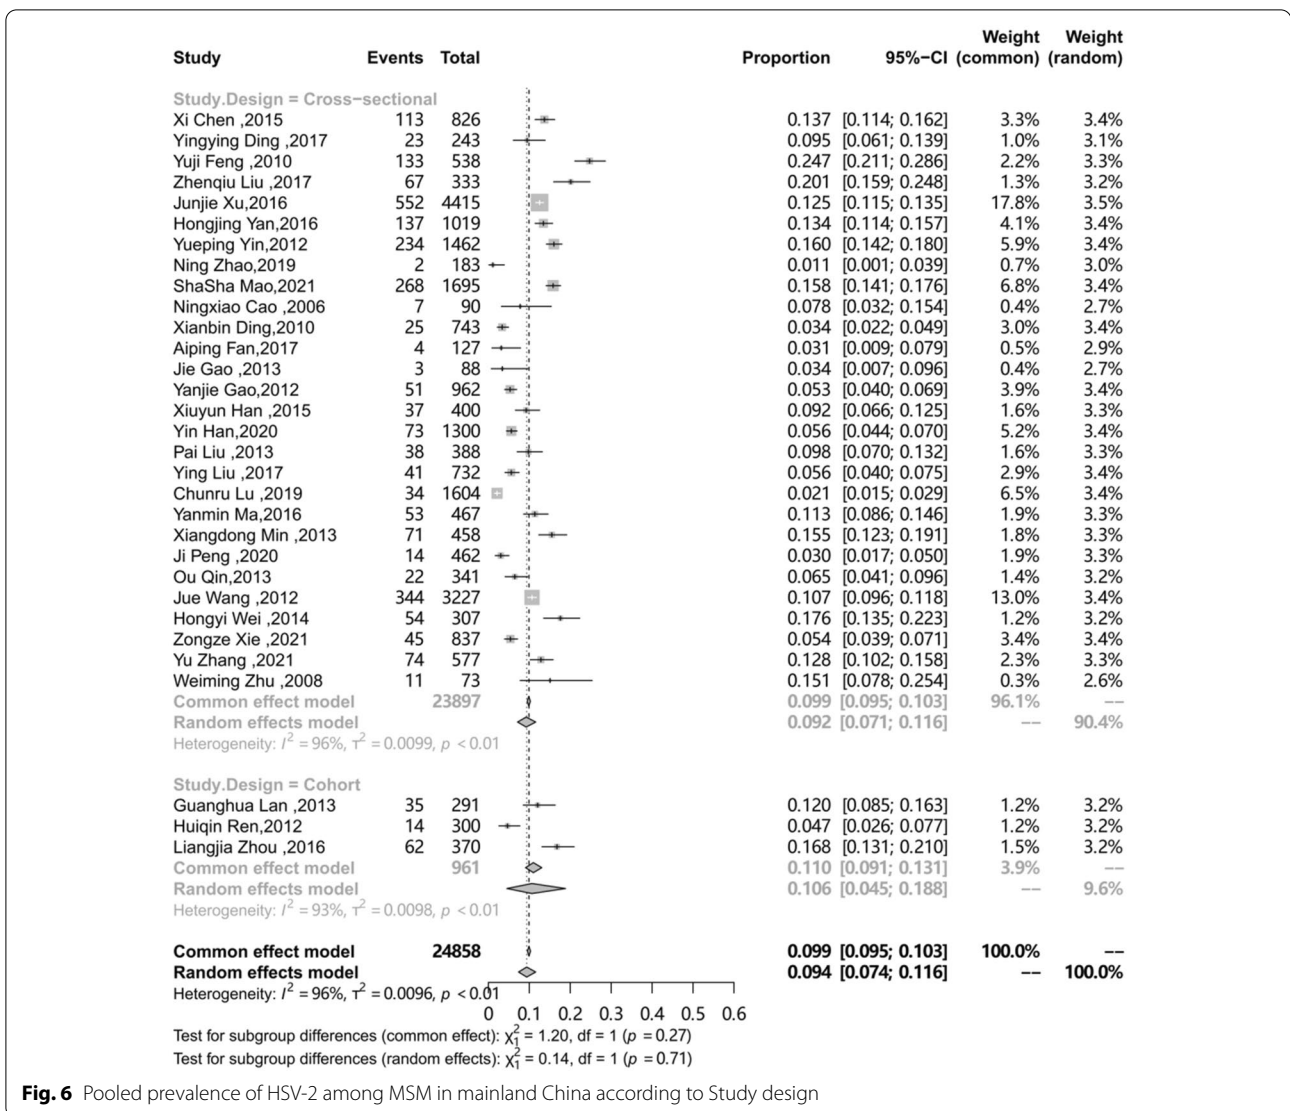 Study Events Total Proportion 95%−CI Weight (common) Weight (random)
Study.Design = Cross−sectional
Xi Chen ,2015 113 826 0.137 [0.114; 0.162] 3.3% 3.4%
Yingying Ding ,2017 23 243 0.095 [0.061; 0.139] 1.0% 3.1%
Yuji Feng ,2010 133 538 0.247 [0.211; 0.286] 2.2% 3.3%
Zhenqiu Liu ,2017 67 333 0.201 [0.159; 0.248] 1.3% 3.2%
Junjie Xu,2016 552 4415 0.125 [0.115; 0.135] 17.8% 3.5%
Hongjing Yan,2016 137 1019 0.134 [0.114; 0.157] 4.1% 3.4%
Yueping Yin,2012 234 1462 0.160 [0.142; 0.180] 5.9% 3.4%
Ning Zhao,2019 2 183 0.011 [0.001; 0.039] 0.7% 3.0%
ShaSha Mao,2021 268 1695 0.158 [0.141; 0.176] 6.8% 3.4%
Ningxiao Cao ,2006 7 90 0.078 [0.032; 0.154] 0.4% 2.7%
Xianbin Ding,2010 25 743 0.034 [0.022; 0.049] 3.0% 3.4%
Aiping Fan,2017 4 127 0.031 [0.009; 0.079] 0.5% 2.9%
Jie Gao ,2013 3 88 0.034 [0.007; 0.096] 0.4% 2.7%
Yanjie Gao,2012 51 962 0.053 [0.040; 0.069] 3.9% 3.4%
Xiuyun Han ,2015 37 400 0.092 [0.066; 0.125] 1.6% 3.3%
Yin Han,2020 73 1300 0.056 [0.044; 0.070] 5.2% 3.4%
Pai Liu ,2013 38 388 0.098 [0.070; 0.132] 1.6% 3.3%
Ying Liu ,2017 41 732 0.056 [0.040; 0.075] 2.9% 3.4%
Chunru Lu ,2019 34 1604 0.021 [0.015; 0.029] 6.5% 3.4%
Yanmin Ma,2016 53 467 0.113 [0.086; 0.146] 1.9% 3.3%
Xiangdong Min ,2013 71 458 0.155 [0.123; 0.191] 1.8% 3.3%
Ji Peng ,2020 14 462 0.030 [0.017; 0.050] 1.9% 3.3%
Ou Qin,2013 22 341 0.065 [0.041; 0.096] 1.4% 3.2%
Jue Wang ,2012 344 3227 0.107 [0.096; 0.118] 13.0% 3.4%
Hongyi Wei ,2014 54 307 0.176 [0.135; 0.223] 1.2% 3.2%
Zongze Xie ,2021 45 837 0.054 [0.039; 0.071] 3.4% 3.4%
Yu Zhang ,2021 74 577 0.128 [0.102; 0.158] 2.3% 3.3%
Weiming Zhu ,2008 11 73 0.151 [0.078; 0.254] 0.3% 2.6%
Common effect model 23897 0.099 [0.095; 0.103] 96.1% −−
Random effects model 0.092 [0.071; 0.116] −− 90.4%
Heterogeneity: I² = 96%, τ² = 0.0099, p < 0.01
Study.Design = Cohort
Guanghua Lan ,2013 35 291 0.120 [0.085; 0.163] 1.2% 3.2%
Huiqin Ren,2012 14 300 0.047 [0.026; 0.077] 1.2% 3.2%
Liangjia Zhou ,2016 62 370 0.168 [0.131; 0.210] 1.5% 3.2%
Common effect model 961 0.110 [0.091; 0.131] 3.9% −−
Random effects model 0.106 [0.045; 0.188] −− 9.6%
Heterogeneity: I² = 93%, τ² = 0.0098, p < 0.01
Common effect model 24858 0.099 [0.095; 0.103] 100.0% −−
Random effects model 0.094 [0.074; 0.116] −− 100.0%
Heterogeneity: I² = 96%, τ² = 0.0096, p < 0.01
0 0.1 0.2 0.3 0.4 0.5 0.6
Test for subgroup differences (common effect): χ²₁ = 1.20, df = 1 (p = 0.27)
Test for subgroup differences (random effects): χ²₁ = 0.14, df = 1 (p = 0.71)
Fig. 6 Pooled prevalence of HSV-2 among MSM in mainland China according to Study design